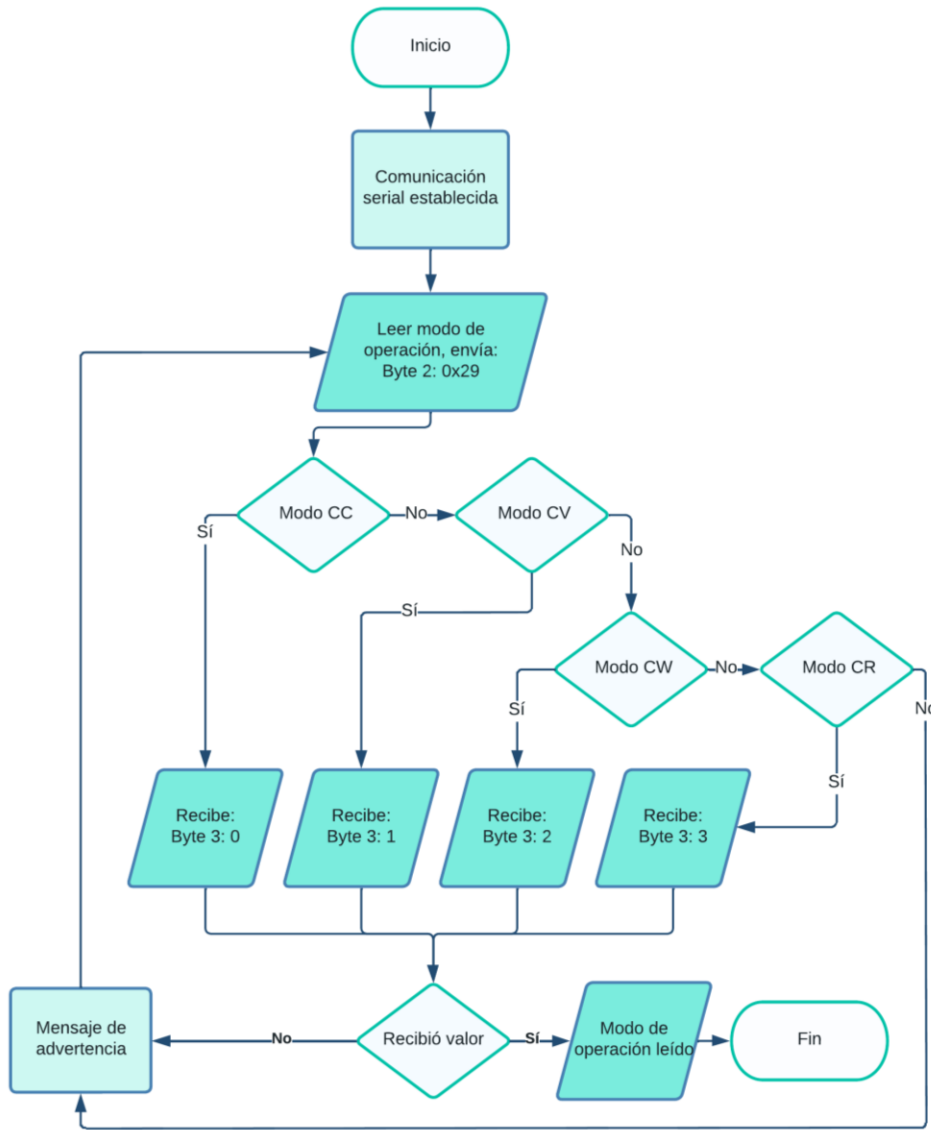 Inicio
Comunicación
serial establecida
Leer modo de
operación, envía:
Byte 2: 0x29
Modo CC
No
Modo CV
Sí
No
Sí
Modo CW
No
Modo CR
Sí
No
Sí
Recibe:
Byte 3: 0
Recibe:
Byte 3: 1
Recibe:
Byte 3: 2
Recibe:
Byte 3: 3
Mensaje de
advertencia
No
Recibió valor
Sí
Modo de
operación leído
Fin